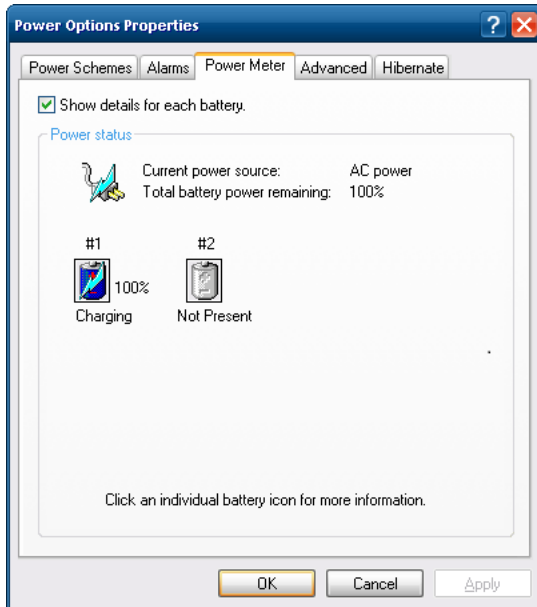 Power Options Properties
Power Schemes Alarms Power Meter Advanced Hibernate
Show details for each battery.
Power status
Current power source: AC power
Total battery power remaining: 100%
#1 #2
100%
Charging Not Present
Click an individual battery icon for more information.
OK Cancel Apply